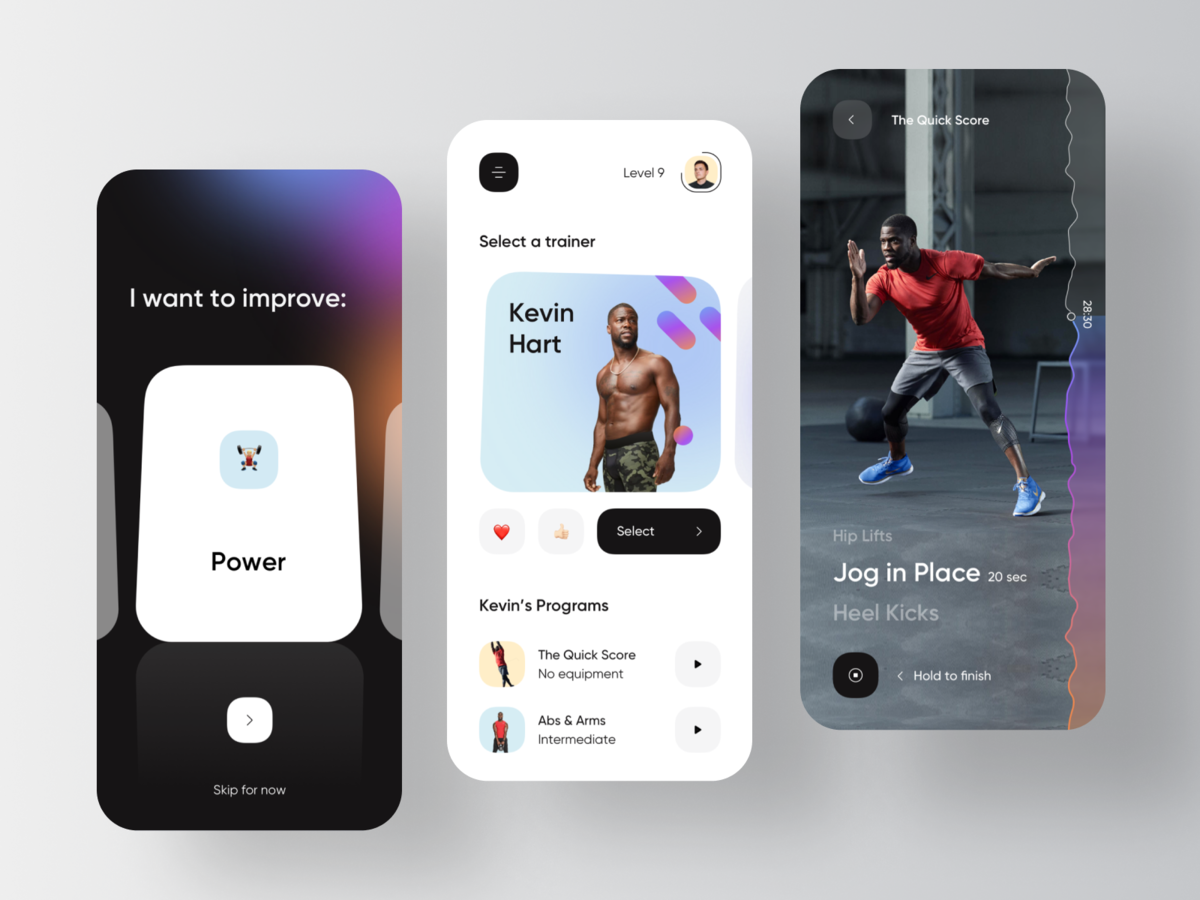 I want to improve:
Power
Skip for now
Level 9
Select a trainer
Kevin
Hart
Select
Kevin’s Programs
The Quick Score
No equipment
Abs & Arms
Intermediate
The Quick Score
28:30
Hip Lifts
Jog in Place 20 sec
Heel Kicks
Hold to finish